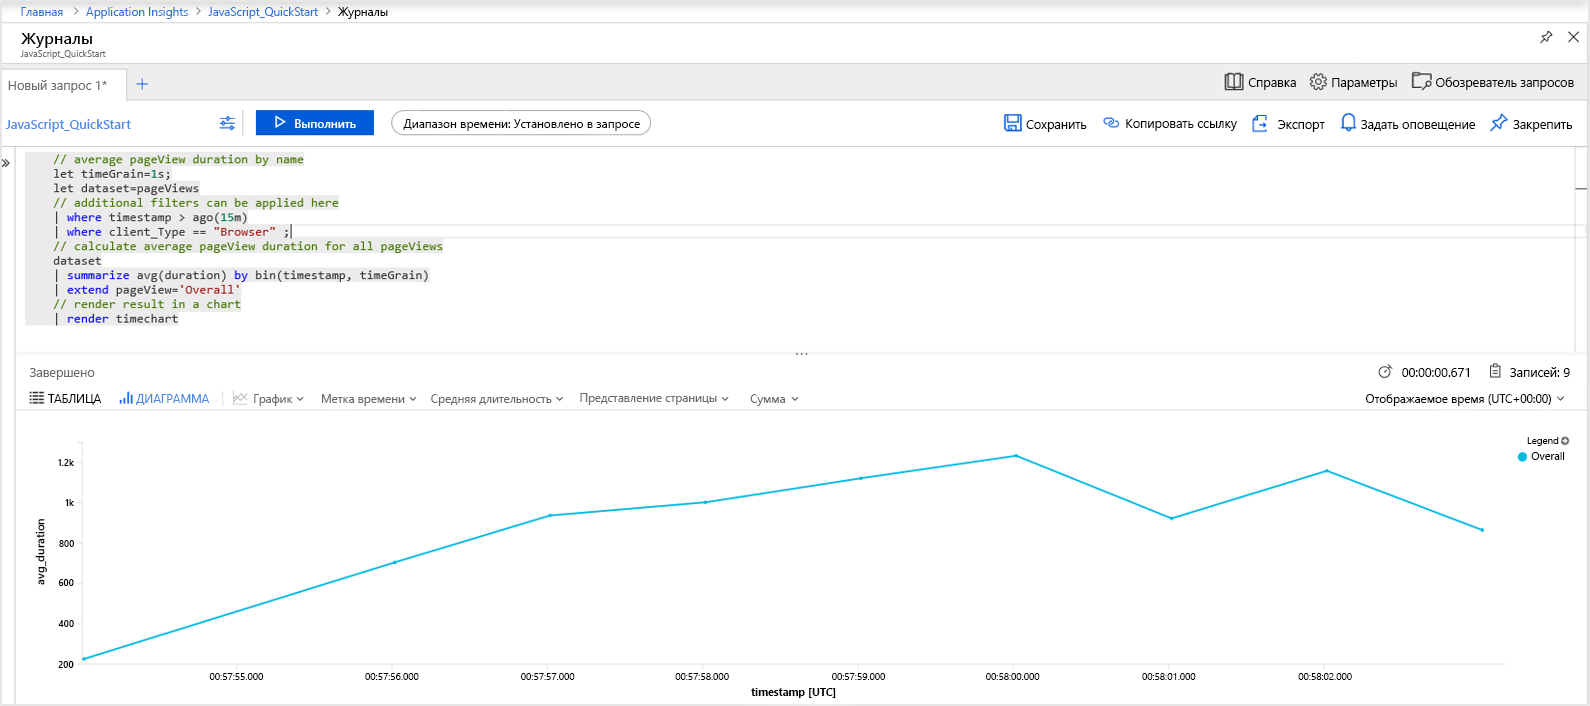 Главная > Application Insights > JavaScript_QuickStart > Журналы
Журналы
JavaScript_QuickStart
Новый запрос 1*
Справка Параметры Обозреватель запросов
JavaScript_QuickStart Выполнить Диапазон времени: Установлено в запросе Сохранить Копировать ссылку Экспорт Задать оповещение Закрепить
// average pageView duration by name
let timeGrain=1s;
let dataset=pageViews
// additional filters can be applied here
| where timestamp > ago(15m)
| where client_Type == "Browser" ;
// calculate average pageView duration for all pageViews
dataset
| summarize avg(duration) by bin(timestamp, timeGrain)
| extend pageView='Overall'
// render result in a chart
| render timechart
Завершено 00:00:00.671 Записей: 9
ТАБЛИЦА ДИАГРАММА График Метка времени Средняя длительность Представление страницы Сумма Отображаемое время (UTC+00:00)
Legend
Overall
1.2k
1k
800
600
400
200
avg_duration
00:57:55.000 00:57:56.000 00:57:57.000 00:57:58.000 00:57:59.000 00:58:00.000 00:58:01.000 00:58:02.000
timestamp [UTC]